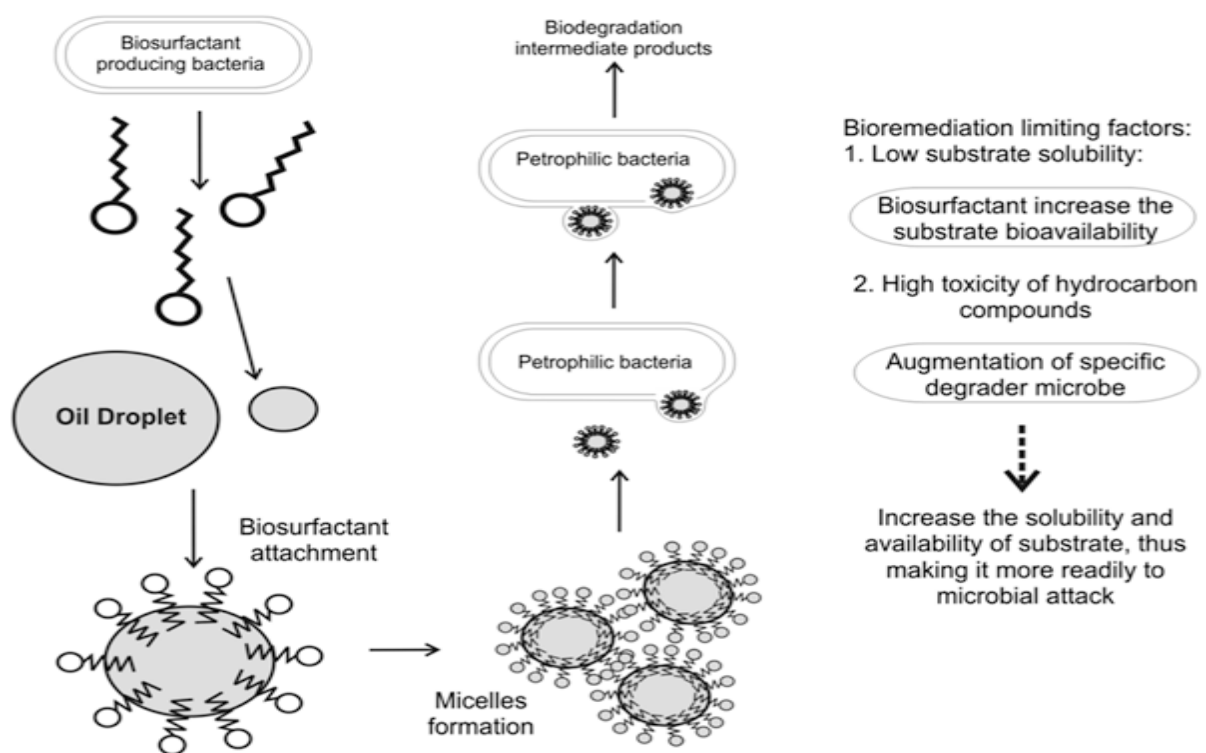 Biosurfactant
producing bacteria
Oil Droplet
Biosurfactant
attachment
Micelles
formation
Petrophilic bacteria
Petrophilic bacteria
Biodegradation
intermediate products
Bioremediation limiting factors:
1. Low substrate solubility:
Biosurfactant increase the
substrate bioavailability
2. High toxicity of hydrocarbon
compounds
Augmentation of specific
degrader microbe
Increase the solubility and
availability of substrate, thus
making it more readily to
microbial attack